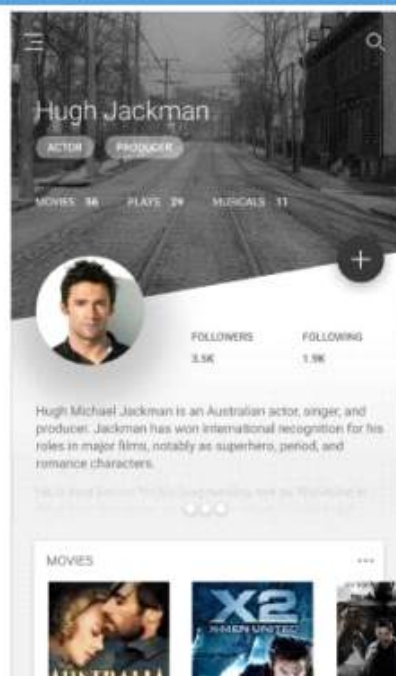 Hugh Jackman
ACTOR PRODUCER
MOVIES 56 PLAYS 29 MUSICALS 11
FOLLOWERS FOLLOWING
3.5K 1.9K
Hugh Michael Jackman is an Australian actor, singer, and
producer. Jackman has won international recognition for his
roles in major films, notably as superhero, period, and
romance characters.
MOVIES
AUSTRALIA
X2
X-MEN UNITED